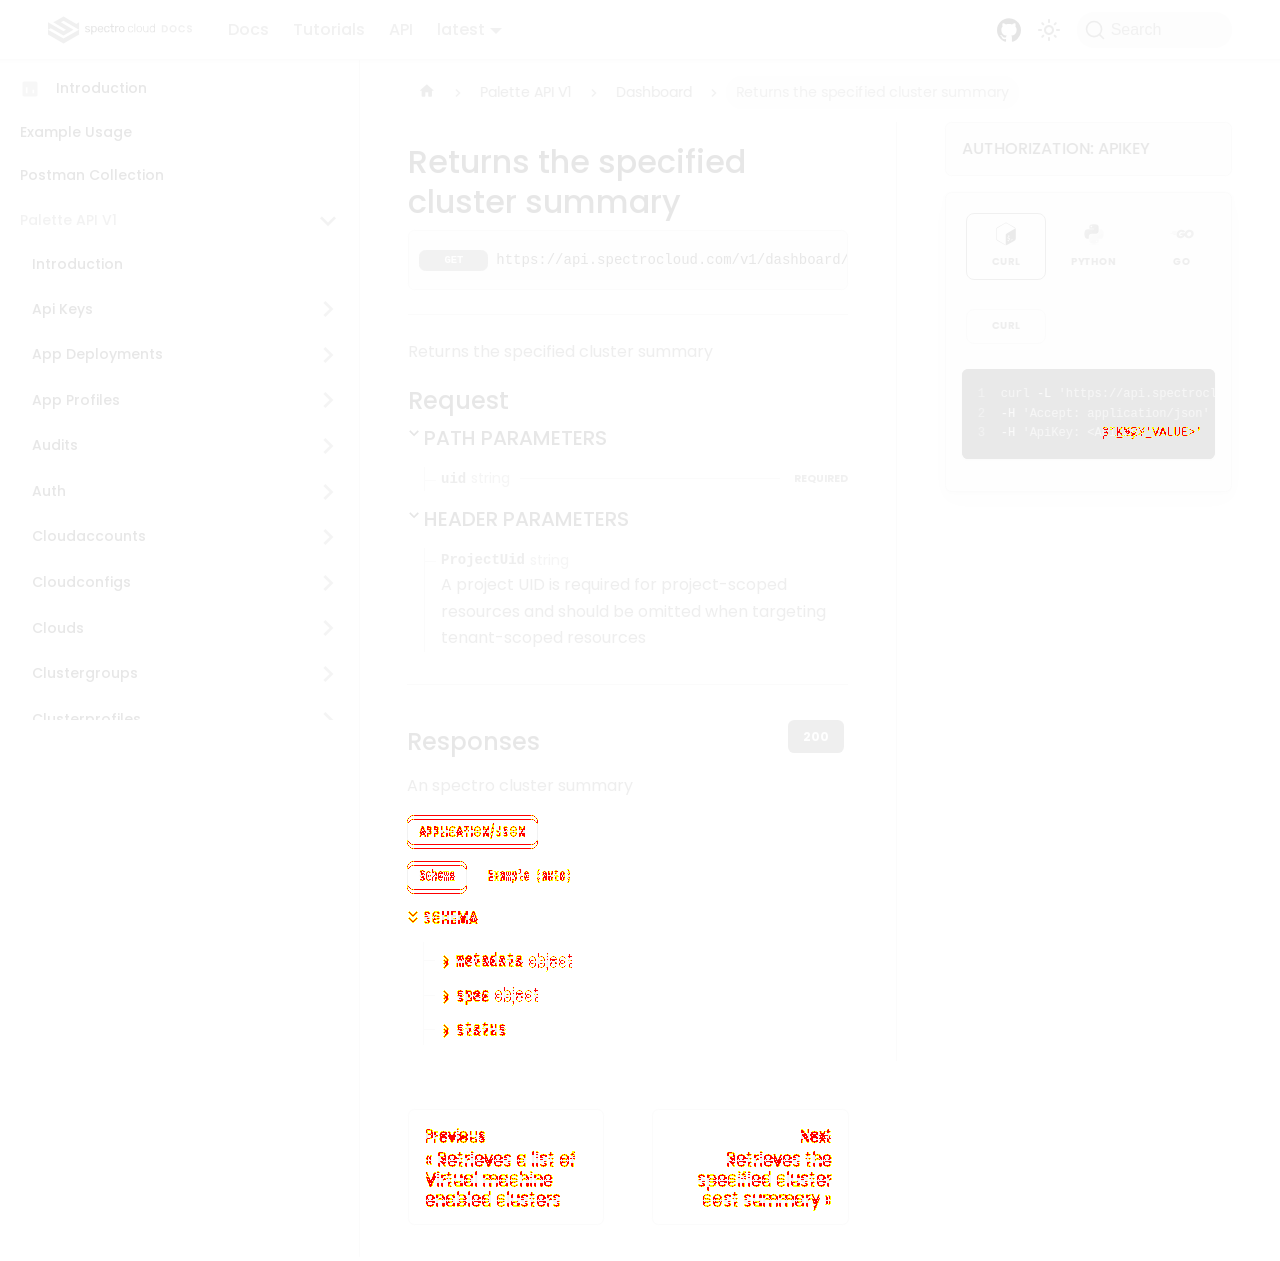 spectro cloud DOCS
Docs
Tutorials
API
latest
Search
Introduction
Example Usage
Postman Collection
Palette API V1
Introduction
Api Keys
App Deployments
App Profiles
Audits
Auth
Cloudaccounts
Cloudconfigs
Clouds
Clustergroups
Clusterprofiles
Palette API V1
Dashboard
Returns the specified cluster summary
Returns the specified
cluster summary
GET
https://api.spectrocloud.com/v1/dashboard/
Returns the specified cluster summary
Request
PATH PARAMETERS
uid string
REQUIRED
HEADER PARAMETERS
ProjectUid string
A project UID is required for project-scoped
resources and should be omitted when targeting
tenant-scoped resources
Responses
200
An spectro cluster summary
APPLICATION/JSON
Schema
Example (auto)
SCHEMA
metadata object
spec object
status
Previous
« Retrieves a list of
Virtual machine
enabled clusters
Next
Retrieves the
specified cluster
cost summary »
AUTHORIZATION: APIKEY
CURL
PYTHON
GO
GO
CURL
1 curl -L 'https://api.spectrocl
2 -H 'Accept: application/json'
3 -H 'ApiKey: VALUE>'